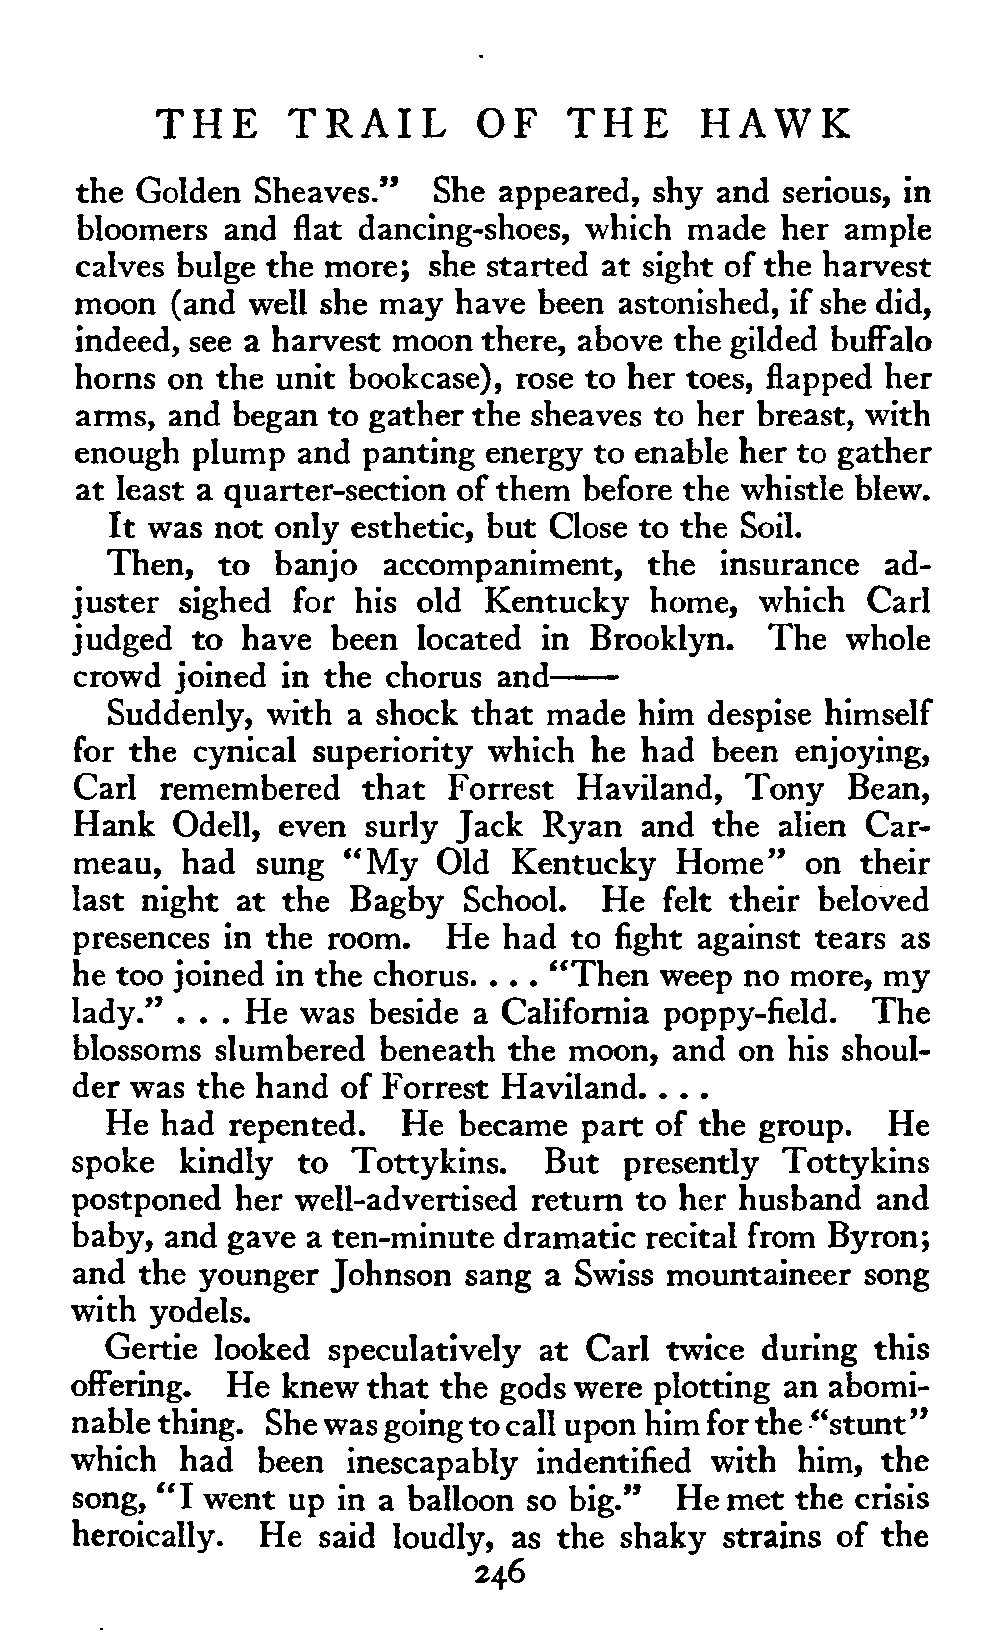 THE TRAIL OF THE HAWK
the Golden Sheaves." She appeared, shy and serious, in
bloomers and flat dancing-shoes, which made her ample
calves bulge the more; she started at sight of the harvest
moon (and well she may have been astonished, if she did,
indeed, see a harvest moon there, above the gilded buffalo
horns on the unit bookcase), rose to her toes, flapped her
arms, and began to gather the sheaves to her breast, with
enough plump and panting energy to enable her to gather
at least a quarter-section of them before the whistle blew.
It was not only esthetic, but Close to the Soil.
Then, to banjo accompaniment, the insurance ad-
juster sighed for his old Kentucky home, which Carl
judged to have been located in Brooklyn. The whole
crowd joined in the chorus and——
Suddenly, with a shock that made him despise himself
for the cynical superiority which he had been enjoying,
Carl remembered that Forrest Haviland, Tony Bean,
Hank Odell, even surly Jack Ryan and the alien Car-
meau, had sung "My Old Kentucky Home" on their
last night at the Bagby School. He felt their beloved
presences in the room. He had to fight against tears as
he too joined in the chorus. . . . "Then weep no more, my
lady." . . . He was beside a California poppy-field. The
blossoms slumbered beneath the moon, and on his shoul-
der was the hand of Forrest Haviland. . . .
He had repented. He became part of the group. He
spoke kindly to Tottykins. But presently Tottykins
postponed her well-advertised return to her husband and
baby, and gave a ten-minute dramatic recital from Byron;
and the younger Johnson sang a Swiss mountaineer song
with yodels.
Gertie looked speculatively at Carl twice during this
offering. He knew that the gods were plotting an abomi-
nable thing. She was going to call upon him for the "stunt"
which had been inescapably indentified with him, the
song, "I went up in a balloon so big." He met the crisis
heroically. He said loudly, as the shaky strains of the
246